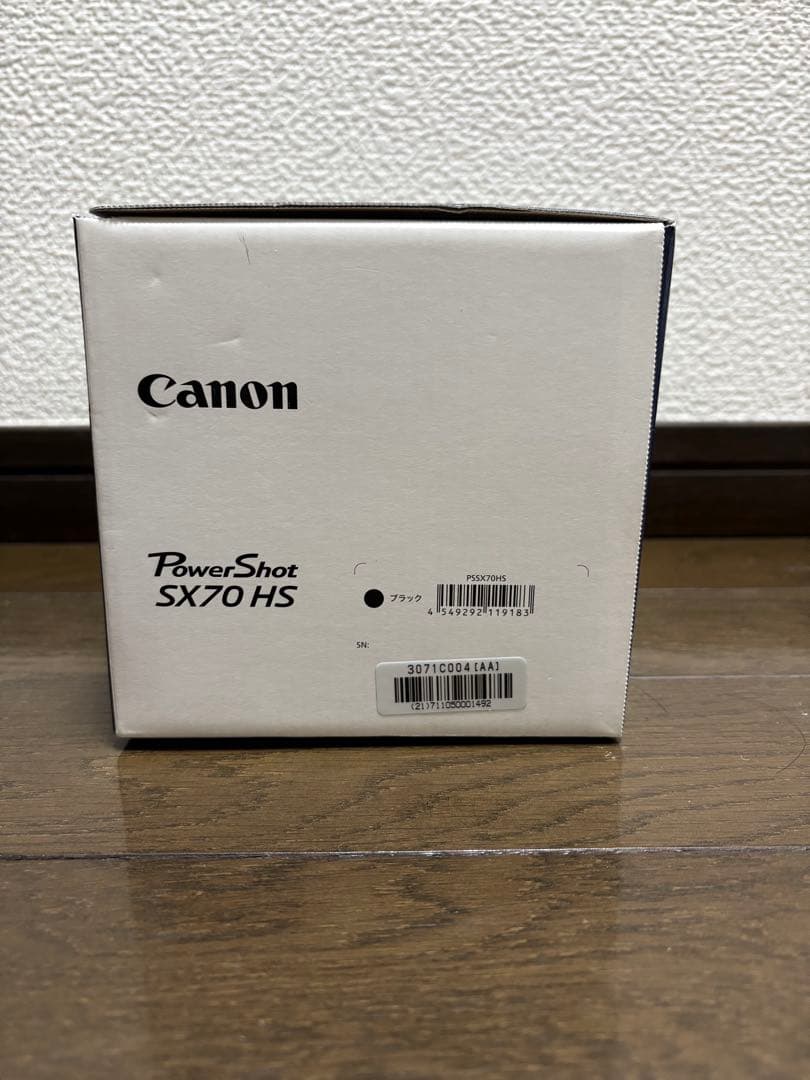 Canon
PowerShot
SX70 HS
ブラック
PSSX70HS
4 549292 119183
SN:
3071C004 [AA]
(21)711050001492